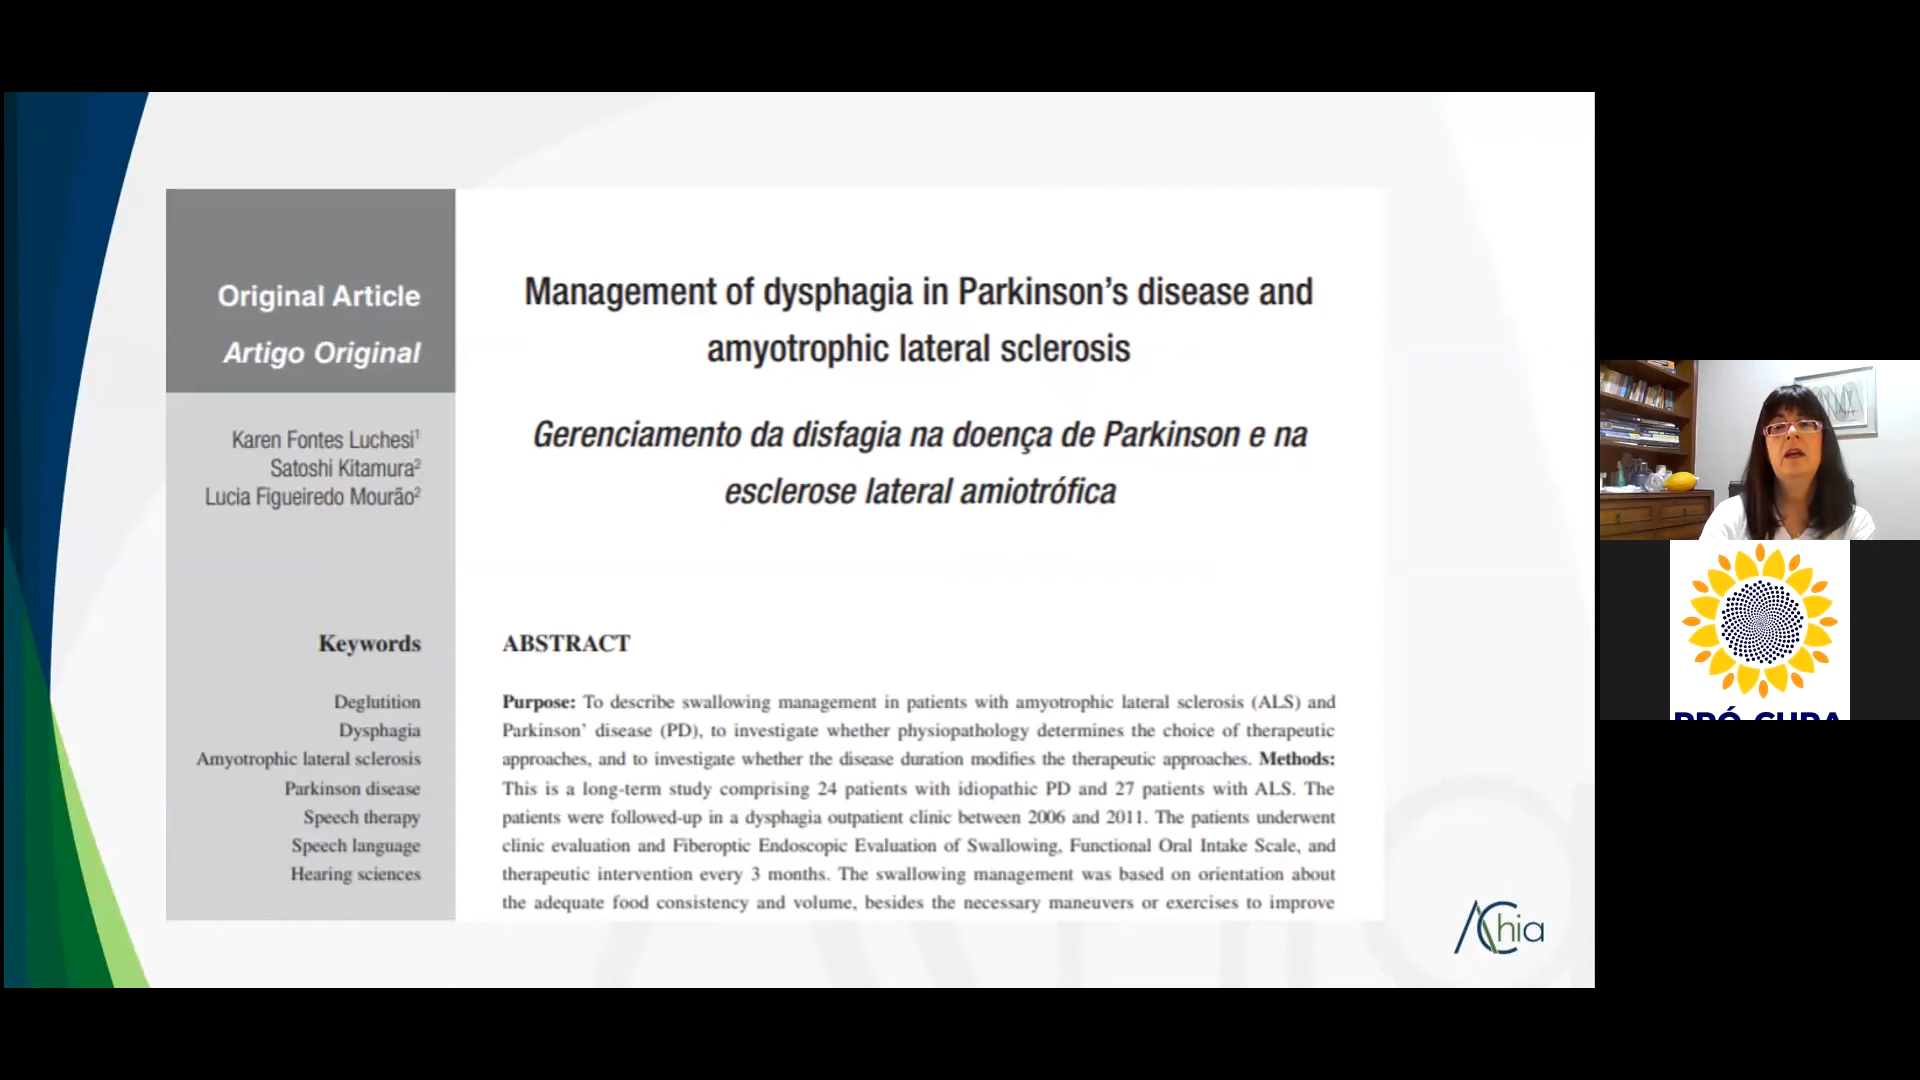 Original Article
Artigo Original
Karen Fontes Luchesi¹
Satoshi Kitamura²
Lucia Figueiredo Mourão²
Keywords
Deglutition
Dysphagia
Amyotrophic lateral sclerosis
Parkinson disease
Speech therapy
Speech language
Hearing sciences
Management of dysphagia in Parkinson's disease and
amyotrophic lateral sclerosis
Gerenciamento da disfagia na doença de Parkinson e na
esclerose lateral amiotrófica
ABSTRACT
Purpose: To describe swallowing management in patients with amyotrophic lateral sclerosis (ALS) and
Parkinson' disease (PD), to investigate whether physiopathology determines the choice of therapeutic
approaches, and to investigate whether the disease duration modifies the therapeutic approaches. Methods:
This is a long-term study comprising 24 patients with idiopathic PD and 27 patients with ALS. The
patients were followed-up in a dysphagia outpatient clinic between 2006 and 2011. The patients underwent
clinic evaluation and Fiberoptic Endoscopic Evaluation of Swallowing, Functional Oral Intake Scale, and
therapeutic intervention every 3 months. The swallowing management was based on orientation about
the adequate food consistency and volume, besides the necessary maneuvers or exercises to improve
AChia
PRÓ-CURA